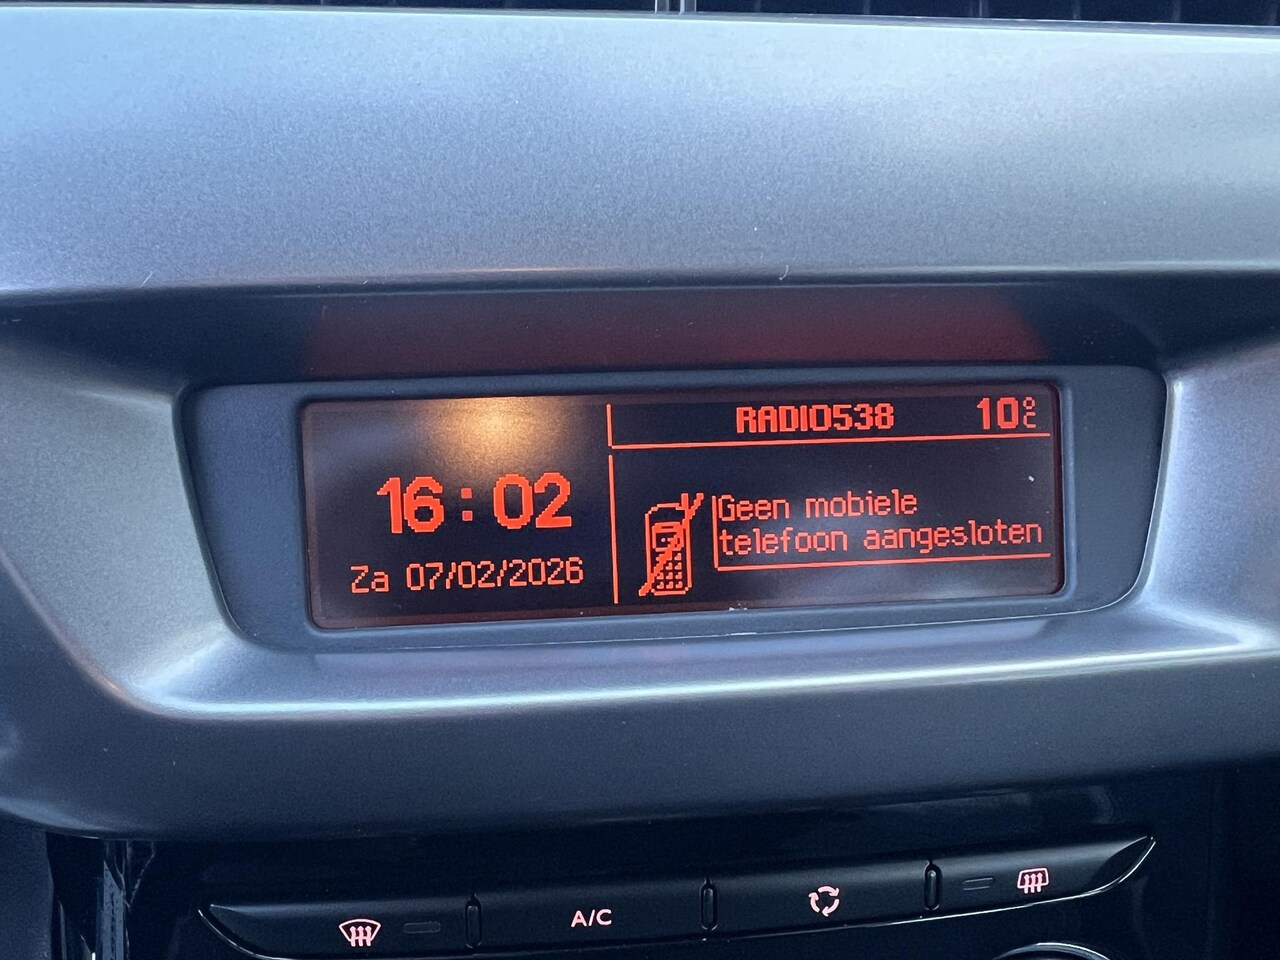 RADIO538 10°C
16:02
Za 07/02/2026
Geen mobiele
telefoon aangesloten
A/C